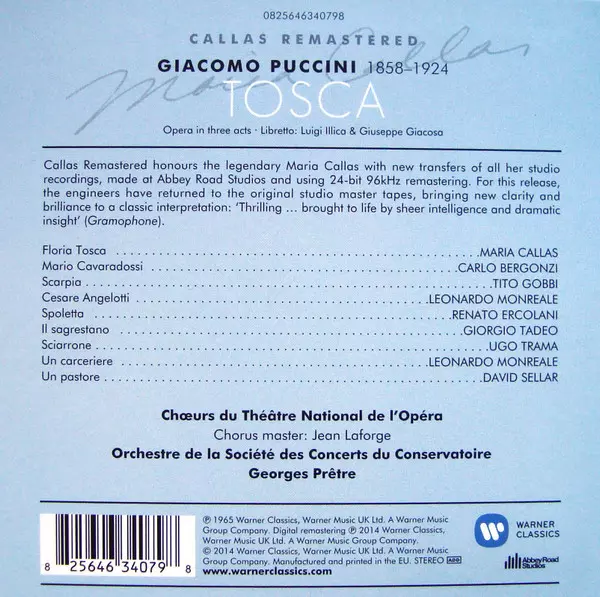 0825646340798
CALLAS REMASTERED
Maria Callas
GIACOMO PUCCINI 1858-1924
TOSCA
Opera in three acts · Libretto: Luigi Illica & Giuseppe Giacosa
Callas Remastered honours the legendary Maria Callas with new transfers of all her studio
recordings, made at Abbey Road Studios and using 24-bit 96kHz remastering. For this release,
the engineers have returned to the original studio master tapes, bringing new clarity and
brilliance to a classic interpretation: ‘Thrilling ... brought to life by sheer intelligence and dramatic
insight’ (Gramophone).
Floria Tosca ........ MARIA CALLAS
Mario Cavaradossi ........ CARLO BERGONZI
Scarpia ........ TITO GOBBI
Cesare Angelotti ........ LEONARDO MONREALE
Spoletta ........ RENATO ERCOLANI
Il sagrestano ........ GIORGIO TADEO
Sciarrone ........ UGO TRAMA
Un carceriere ........ LEONARDO MONREALE
Un pastore ........ DAVID SELLAR
Chœurs du Théâtre National de l’Opéra
Chorus master: Jean Laforge
Orchestre de la Société des Concerts du Conservatoire
Georges Prêtre
8 25646 34079 8
℗ 1965 Warner Classics, Warner Music UK Ltd. A Warner Music
Group Company. Digital remastering ℗ 2014 Warner Classics,
Warner Music UK Ltd. A Warner Music Group Company.
© 2014 Warner Classics, Warner Music UK Ltd. A Warner Music
Group Company. Manufactured and printed in the EU. STEREO ADD
www.warnerclassics.com
WARNER
CLASSICS
Abbey Road
Studios